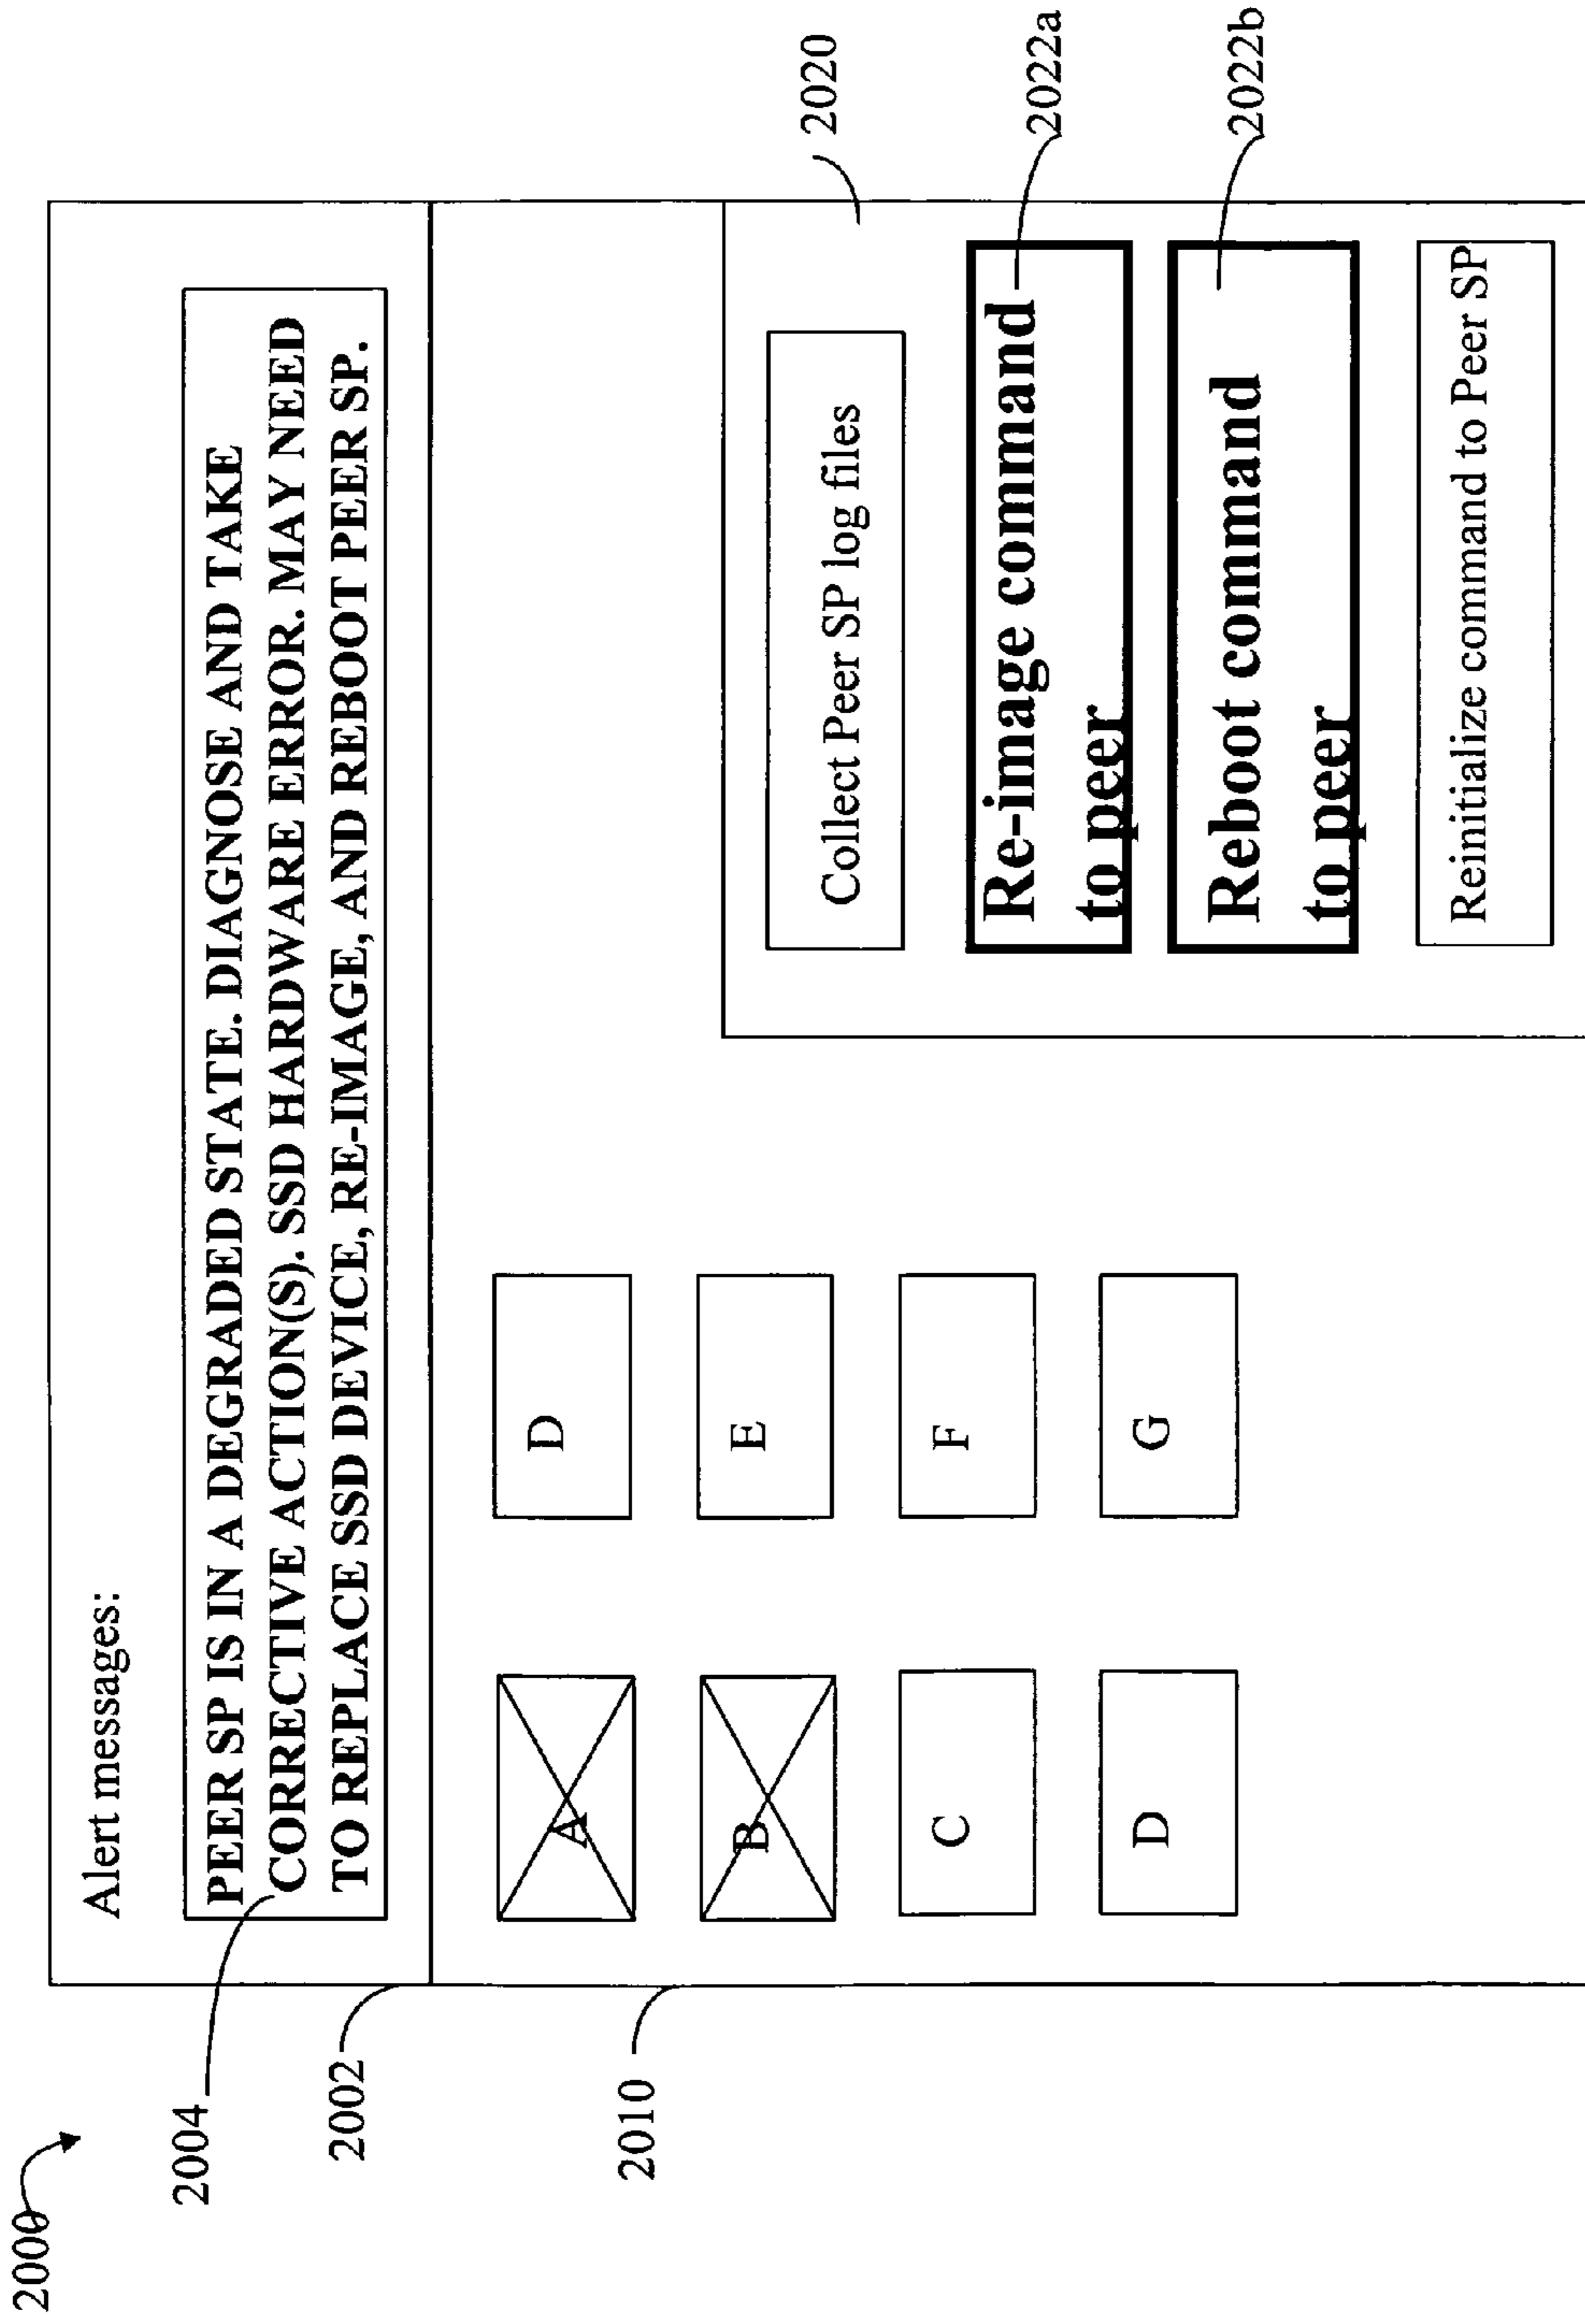 2000
Alert messages:
2004
PEER SP IS IN A DEGRADED STATE. DIAGNOSE AND TAKE
CORRECTIVE ACTION(S). SSD HARDWARE ERROR. MAY NEED
TO REPLACE SSD DEVICE, RE-IMAGE, AND REBOOT PEER SP.
2002
2010
A
D
B
E
C
F
D
G
2020
Collect Peer SP log files
Re-image command
to peer
2022a
Reboot command
to peer
2022b
Reinitialize command to Peer SP